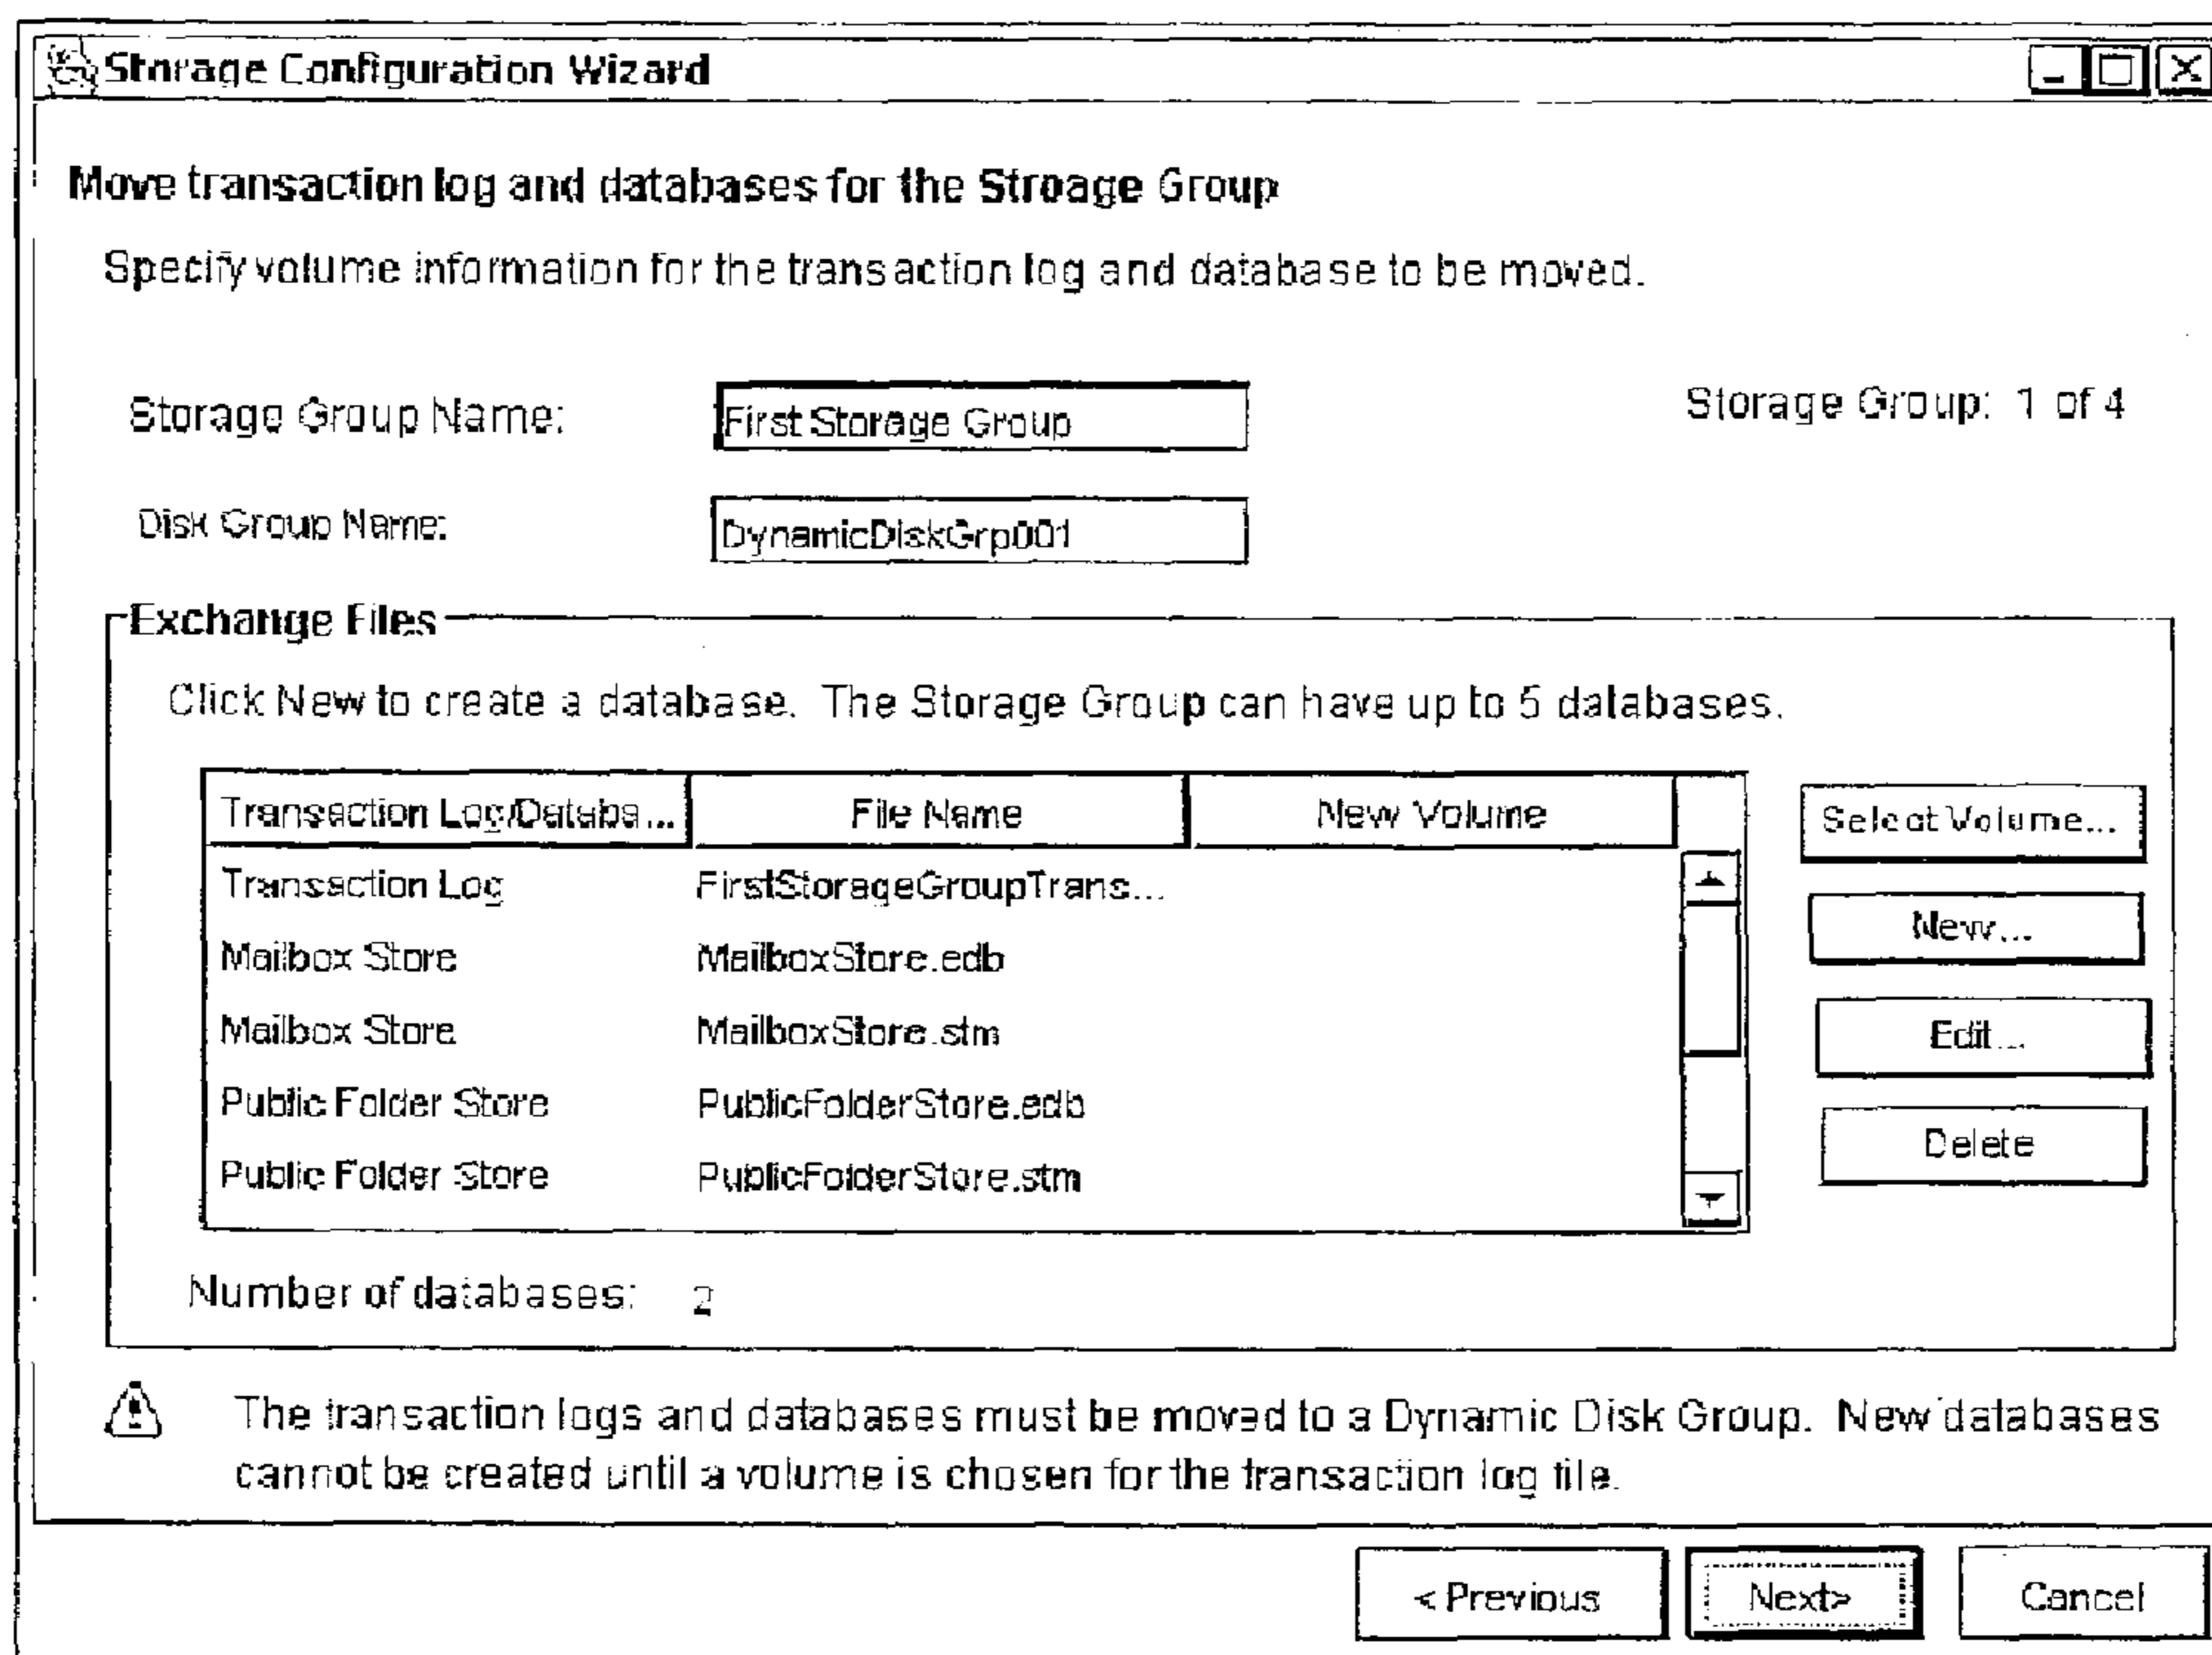 Storage Configuration Wizard
Move transaction log and databases for the Stroage Group
Specify volume information for the transaction log and database to be moved.
Storage Group Name: First Storage Group Storage Group: 1 of 4
Disk Group Name: DynamicDiskGrp001
Exchange Files
Click New to create a database. The Storage Group can have up to 5 databases.
Transaction Log/Databa... File Name New Volume Select Volume...
Transaction Log FirstStorageGroupTrans...
New...
Mailbox Store MailboxStore.edb
Mailbox Store MailboxStore.stm Edit...
Public Folder Store PublicFolderStore.edb
Delete
Public Folder Store PublicFolderStore.stm
Number of databases: 2
The transaction logs and databases must be moved to a Dynamic Disk Group. New databases
cannot be created until a volume is chosen for the transaction log file.
< Previous Next> Cancel